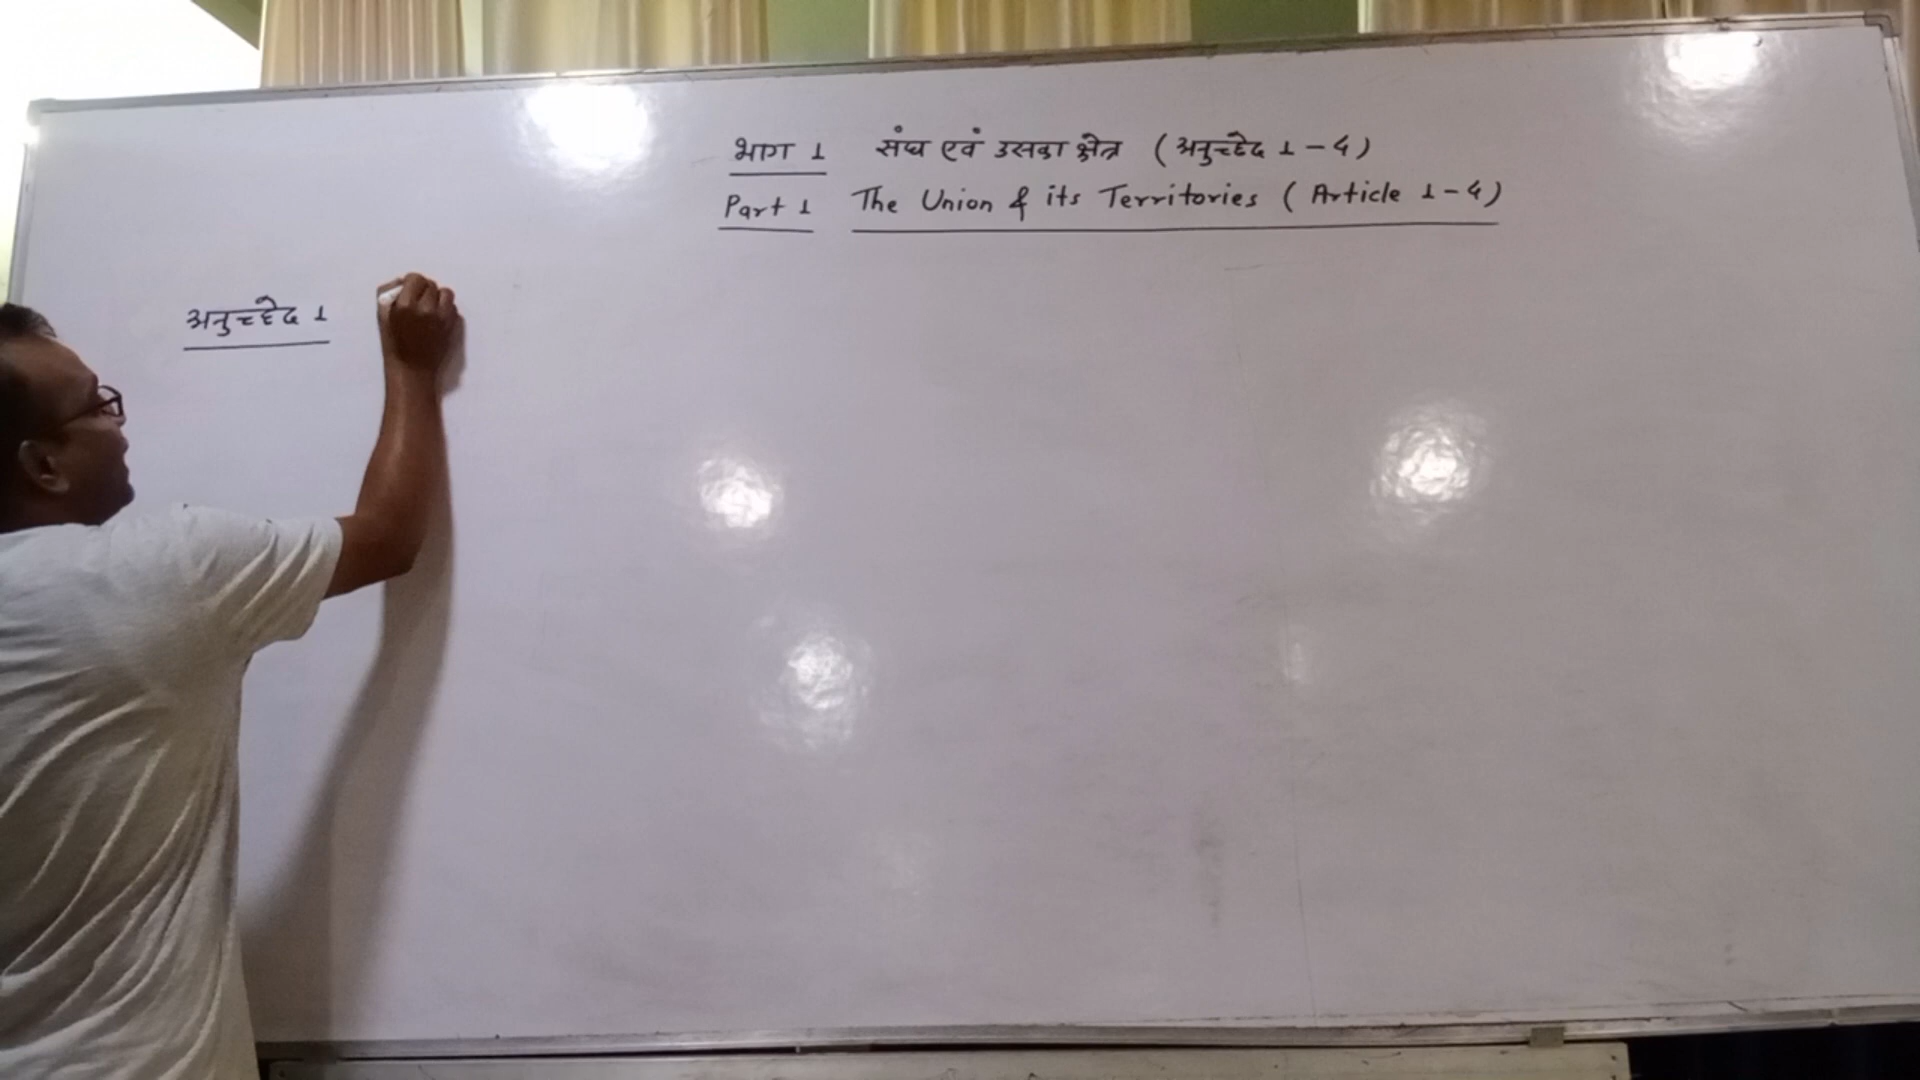 भाग 1 संघ एवं उसका क्षेत्र (अनुच्छेद 1-4)
Part 1 The Union & its Territories (Article 1-4)
अनुच्छेद 1